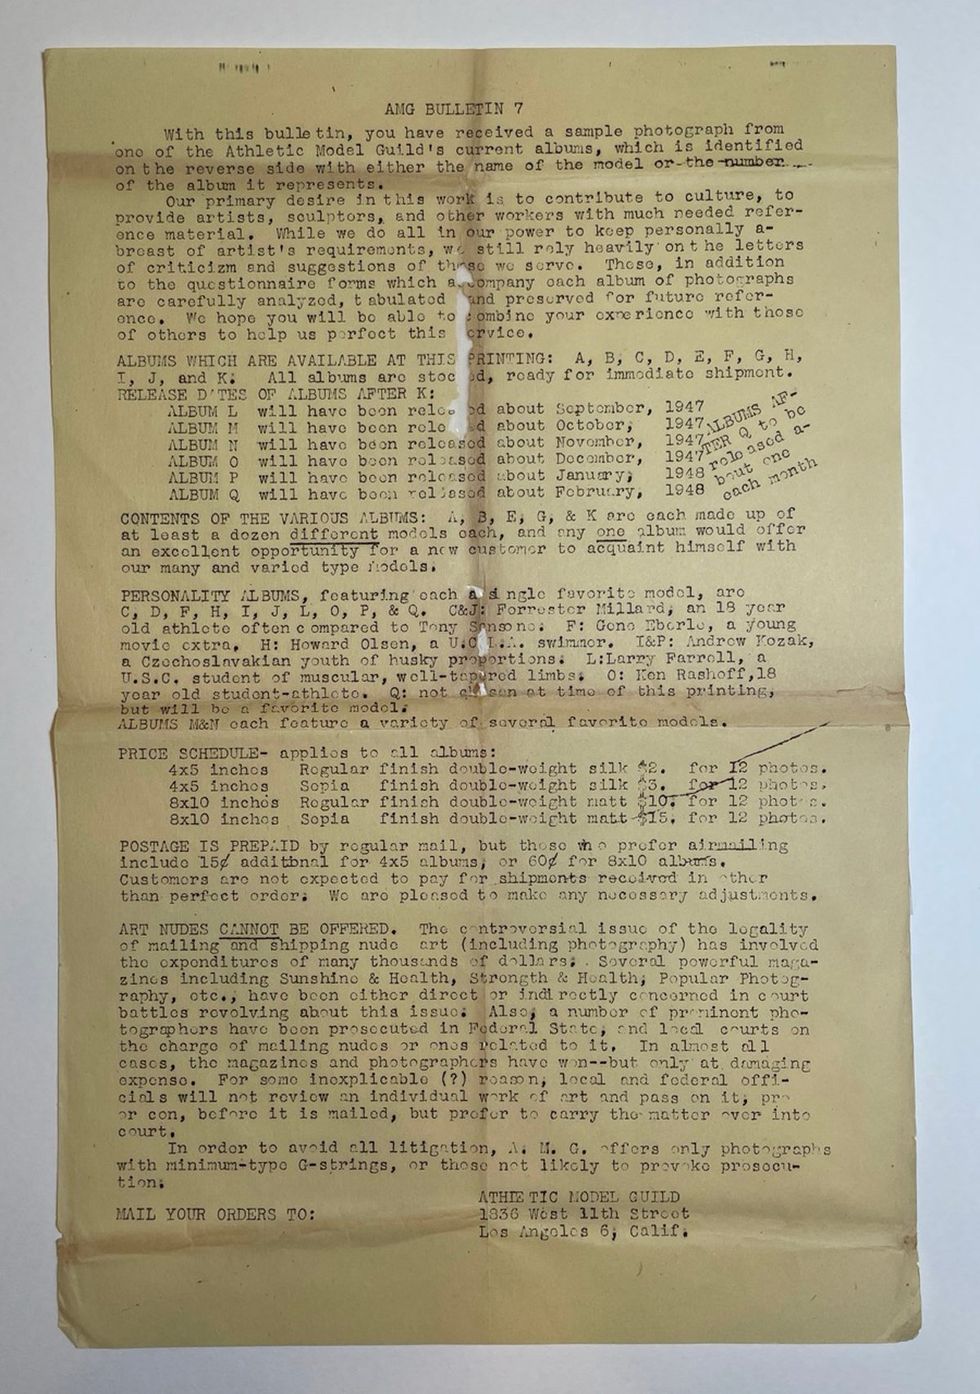 AMG BULLETIN 7
With this bulletin, you have received a sample photograph from
one of the Athletic Model Guild's current albums, which is identified
on the reverse side with either the name of the model or the number
of the album it represents.
Our primary desire in this work is to contribute to culture, to
provide artists, sculptors, and other workers with much needed refer-
ence material. While we do all in our power to keep personally a-
breast of artist's requirements, we still rely heavily on the letters
of criticizm and suggestions of those we serve. These, in addition
to the questionnaire forms which accompany each album of photographs
are carefully analyzed, tabulated and preserved for future refer-
ence. We hope you will be able to combine your experience with those
of others to help us perfect this service.
ALBUMS WHICH ARE AVAILABLE AT THIS PRINTING: A, B, C, D, E, F, G, H,
I, J, and K. All albums are stocked, ready for immediate shipment.
RELEASE DATES OF ALBUMS AFTER K:
ALBUM L will have been released about September, 1947
ALBUM M will have been released about October, 1947
ALBUM N will have been released about November, 1947
ALBUM O will have been released about December, 1947
ALBUM P will have been released about January, 1948
ALBUM Q will have been released about February, 1948
ALBUMS AF-
TER Q to be
released a-
bout one
each month
CONTENTS OF THE VARIOUS ALBUMS: A, B, E, G, & K are each made up of
at least a dozen different models each, and any one album would offer
an excellent opportunity for a new customer to acquaint himself with
our many and varied type models.
PERSONALITY ALBUMS, featuring each a single favorite model, are
C, D, F, H, I, J, L, O, P, & Q. C&J: Forrester Millard, an 18 year
old athlete often compared to Tony Sansone. F: Gene Eberle, a young
movie extra. H: Howard Olsen, a U.C.L.A. swimmer. I&P: Andrew Kozak,
a Czechoslavakian youth of husky proportions. L:Larry Farrell, a
U.S.C. student of muscular, well-tapered limbs. O: Ken Rashoff,18
year old student-athlete. Q: not chosen at time of this printing,
but will be a favorite model.
ALBUMS M&N each feature a variety of several favorite models.
PRICE SCHEDULE- applies to all albums:
4x5 inches Regular finish double-weight silk $2. for 12 photos.
4x5 inches Sepia finish double-weight silk $3. for 12 photos.
8x10 inches Regular finish double-weight matt $10. for 12 photos.
8x10 inches Sepia finish double-weight matt $15. for 12 photos.
POSTAGE IS PREPAID by regular mail, but those who prefer airmailing
include 15¢ additbnal for 4x5 albums, or 60¢ for 8x10 albums.
Customers are not expected to pay for shipments received in other
than perfect order. We are pleased to make any necessary adjustments.
ART NUDES CANNOT BE OFFERED. The controversial issue of the legality
of mailing and shipping nude art (including photography) has involved
the expenditures of many thousands of dollars. Several powerful maga-
zines including Sunshine & Health, Strength & Health, Popular Photog-
raphy, etc., have been either direct or indirectly concerned in court
battles revolving about this issue. Also, a number of prominent pho-
tographers have been prosecuted in Federal State, and local courts on
the charge of mailing nudes or ones related to it. In almost all
cases, the magazines and photographers have won--but only at damaging
expense. For some inexplicable (?) reason, local and federal offi-
cials will not review an individual work of art and pass on it, pro
or con, before it is mailed, but prefer to carry the matter over into
court.
In order to avoid all litigation, A. M. G. offers only photographs
with minimum-type G-strings, or those not likely to provoke prosecu-
tion.
ATHLETIC MODEL GUILD
MAIL YOUR ORDERS TO: 1836 West 11th Street
Los Angeles 6, Calif.